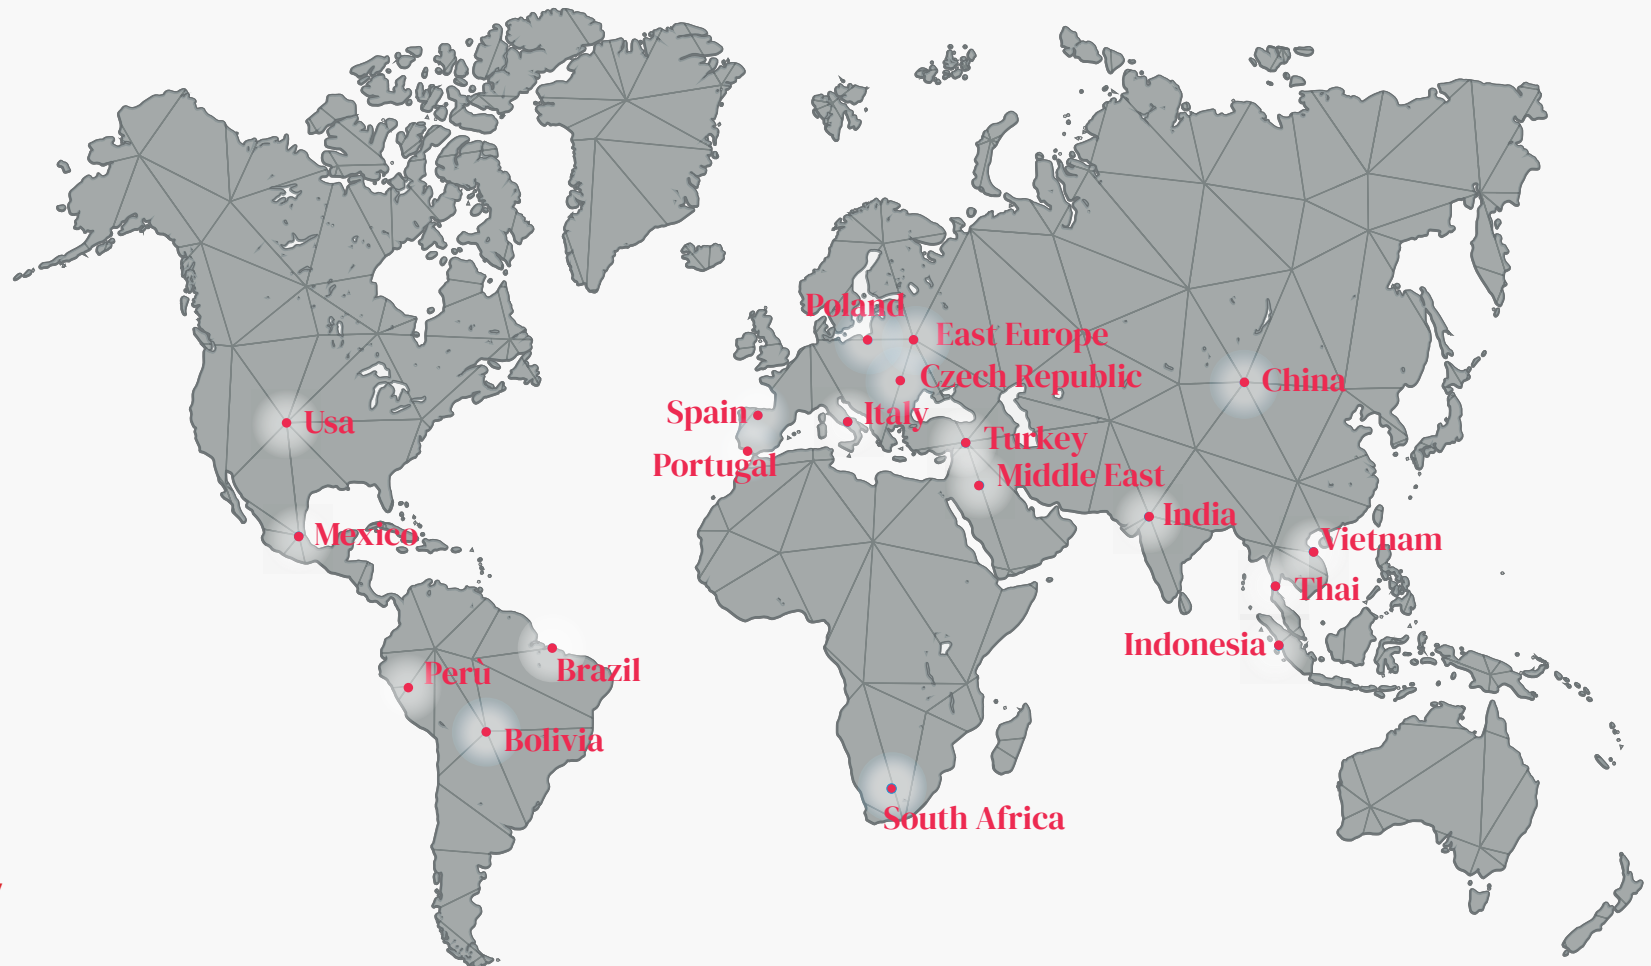 Poland
East Europe
Czech Republic
China
Spain
Italy
Usa
Turkey
Portugal
Middle East
India
Mexico
Vietnam
Thai
Indonesia
Perù
Brazil
Bolivia
South Africa